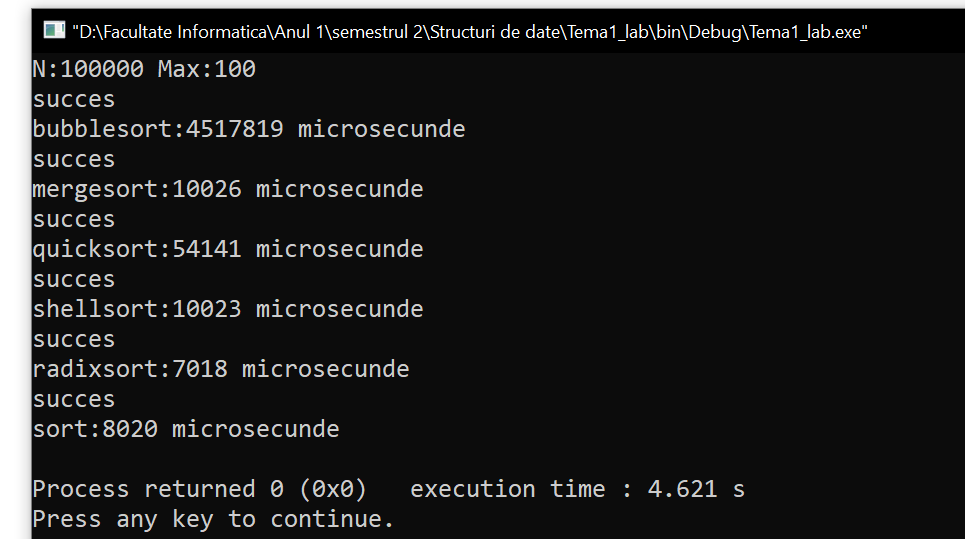 "D:\Facultate Informatica\Anul 1\semestrul 2\Structuri de date\Tema1_lab\bin\Debug\Tema1_lab.exe"
N:100000 Max:100
succes
bubblesort:4517819 microsecunde
succes
mergesort:10026 microsecunde
succes
quicksort:54141 microsecunde
succes
shellsort:10023 microsecunde
succes
radixsort:7018 microsecunde
succes
sort:8020 microsecunde
Process returned 0 (0x0)   execution time : 4.621 s
Press any key to continue.